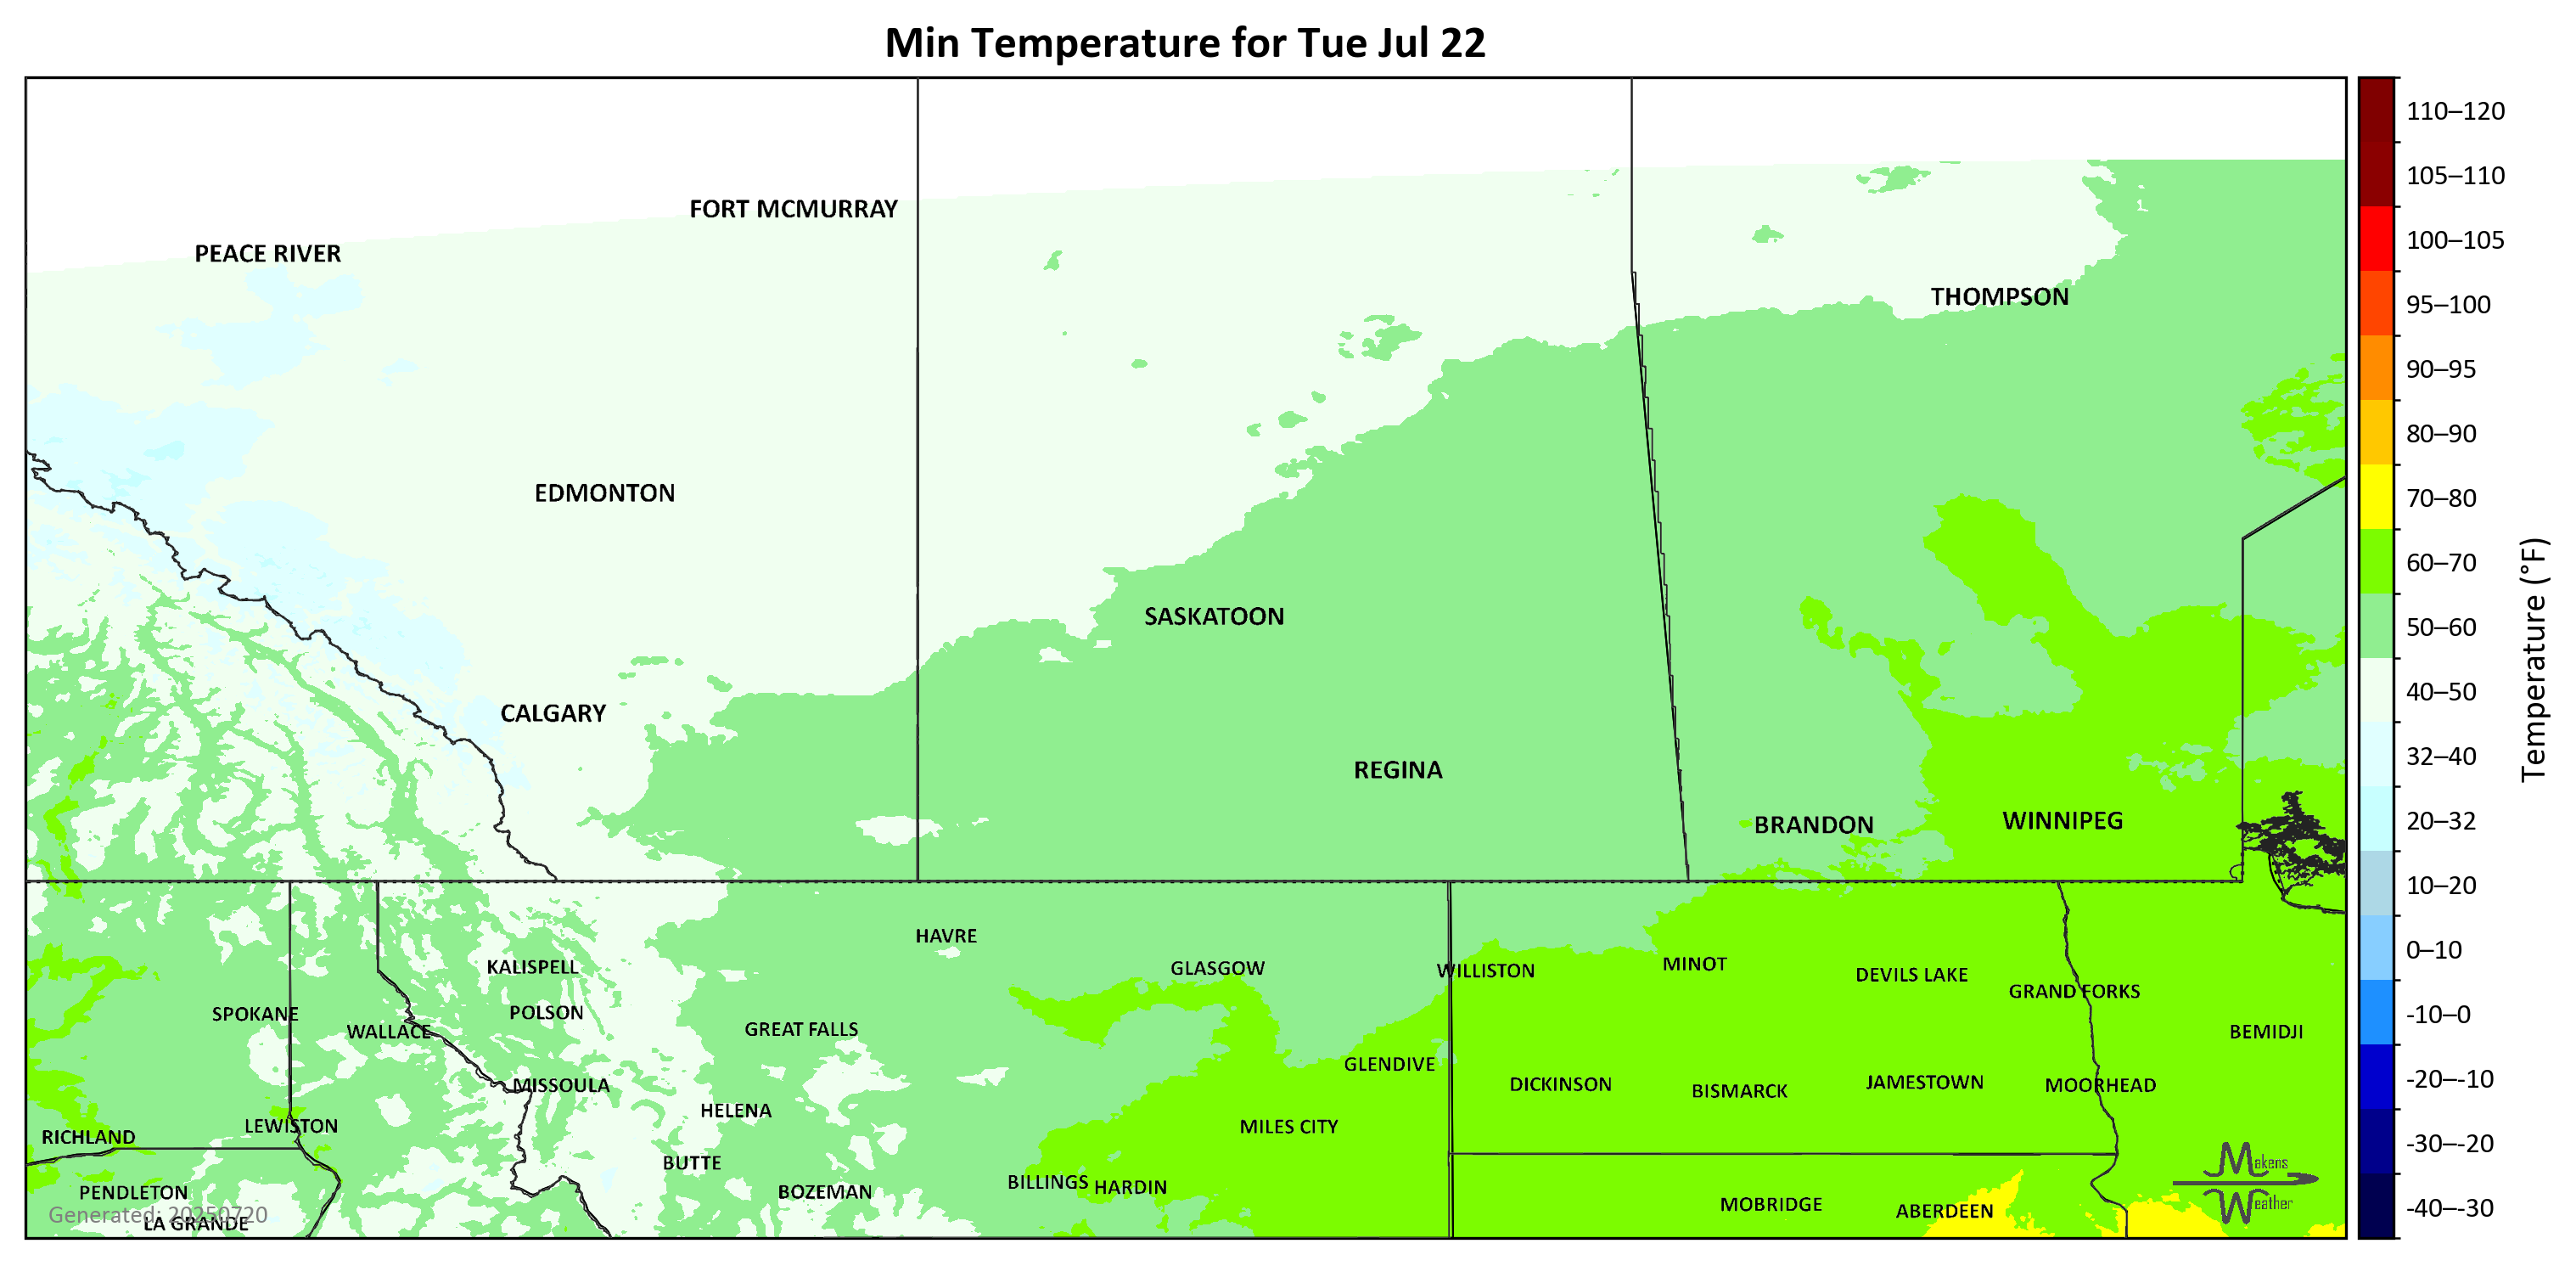 Min Temperature for Tue Jul 22
110–120
105–110
FORT MCMURRAY
100–105
PEACE RIVER
THOMPSON
95–100
90–95
80–90
EDMONTON
70–80
60–70
SASKATOON
50–60
Temperature (°F)
40–50
CALGARY
REGINA
32–40
BRANDON
WINNIPEG
20–32
10–20
HAVRE
0–10
KALISPELL
GLASGOW
WILLISTON
MINOT
DEVILS LAKE
GRAND FORKS
SPOKANE
POLSON
-10–0
WALLACE
GREAT FALLS
BEMIDJI
GLENDIVE
-20–-10
MISSOULA
DICKINSON
BISMARCK
JAMESTOWN
MOORHEAD
HELENA
LEWISTON
MILES CITY
RICHLAND
-30–-20
BUTTE
Makens
BILLINGS
HARDIN
PENDLETON
BOZEMAN
Weather
MOBRIDGE
ABERDEEN
-40–-30
Generated: 20250720
LA GRANDE